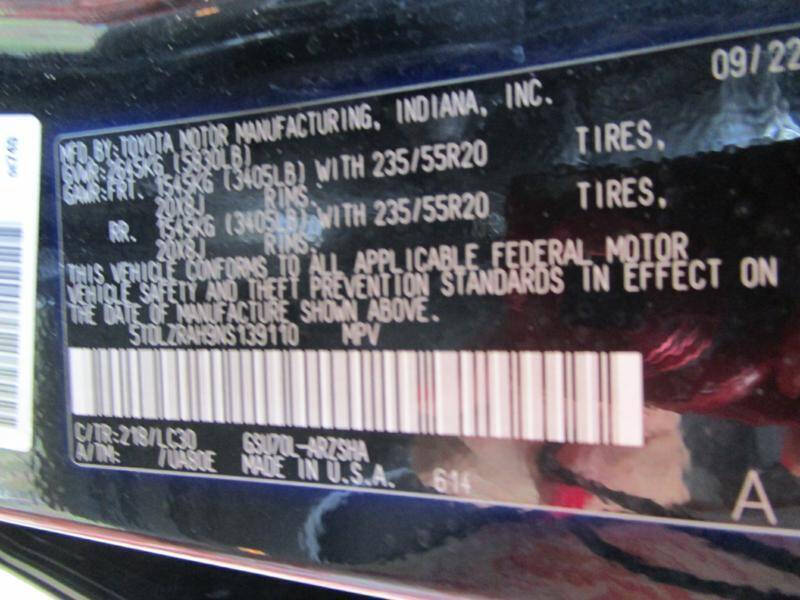 09/22
MFD.BY:TOYOTA MOTOR MANUFACTURING, INDIANA, INC.
GVWR:2645KG (5830LB)
GAWR:FRT. 1545KG (3405LB) WITH 235/55R20 TIRES,
20X8J RIMS.
RR. 1545KG (3405LB) WITH 235/55R20 TIRES,
20X8J RIMS.
THIS VEHICLE CONFORMS TO ALL APPLICABLE FEDERAL MOTOR
VEHICLE SAFETY AND THEFT PREVENTION STANDARDS IN EFFECT ON
THE DATE OF MANUFACTURE SHOWN ABOVE.
5TDLZRAH9NS139110 MPV
C/TR:218/LC30 GSU70L-ARZSHA
A/TM: /UA80E MADE IN U.S.A. 614
A